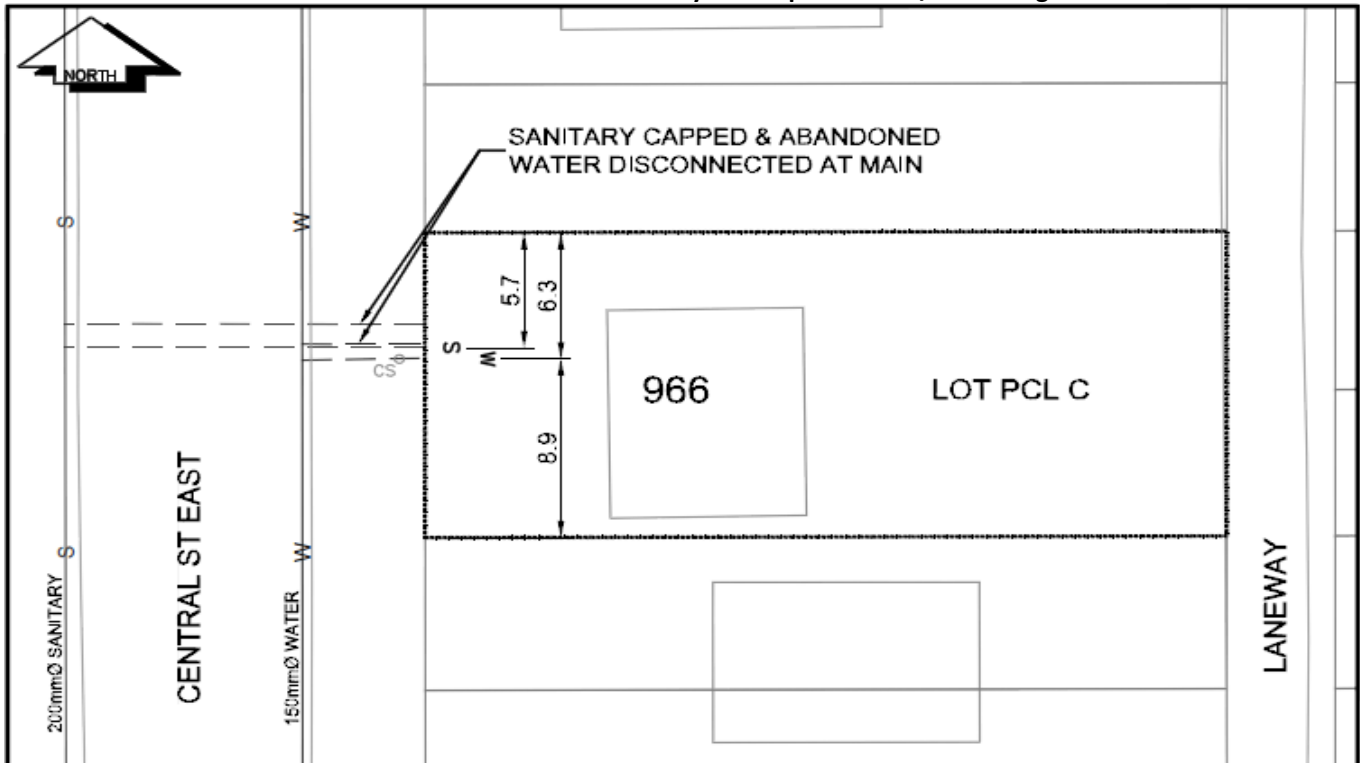 NORTH
SANITARY CAPPED & ABANDONED
WATER DISCONNECTED AT MAIN
S
W
5.7
6.3
S
W
CS
966
LOT PCL C
8.9
CENTRAL ST EAST
S
W
200mmØ SANITARY
150mmØ WATER
LANEWAY